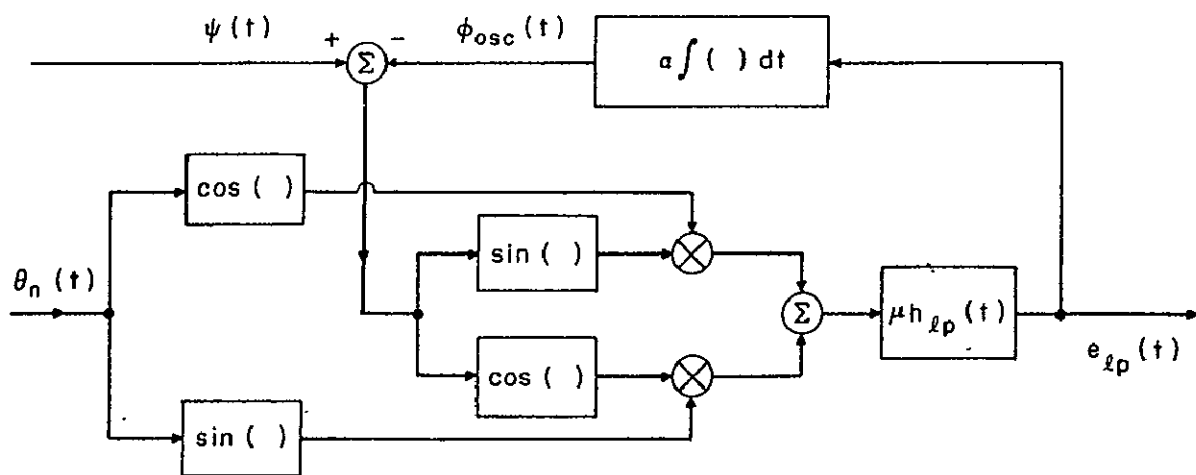 ψ(t)
+
−
ϕosc(t)
Σ
a∫( )dt
cos ( )
sin ( )
θn(t)
Σ
μhℓp(t)
eℓp(t)
cos ( )
sin ( )